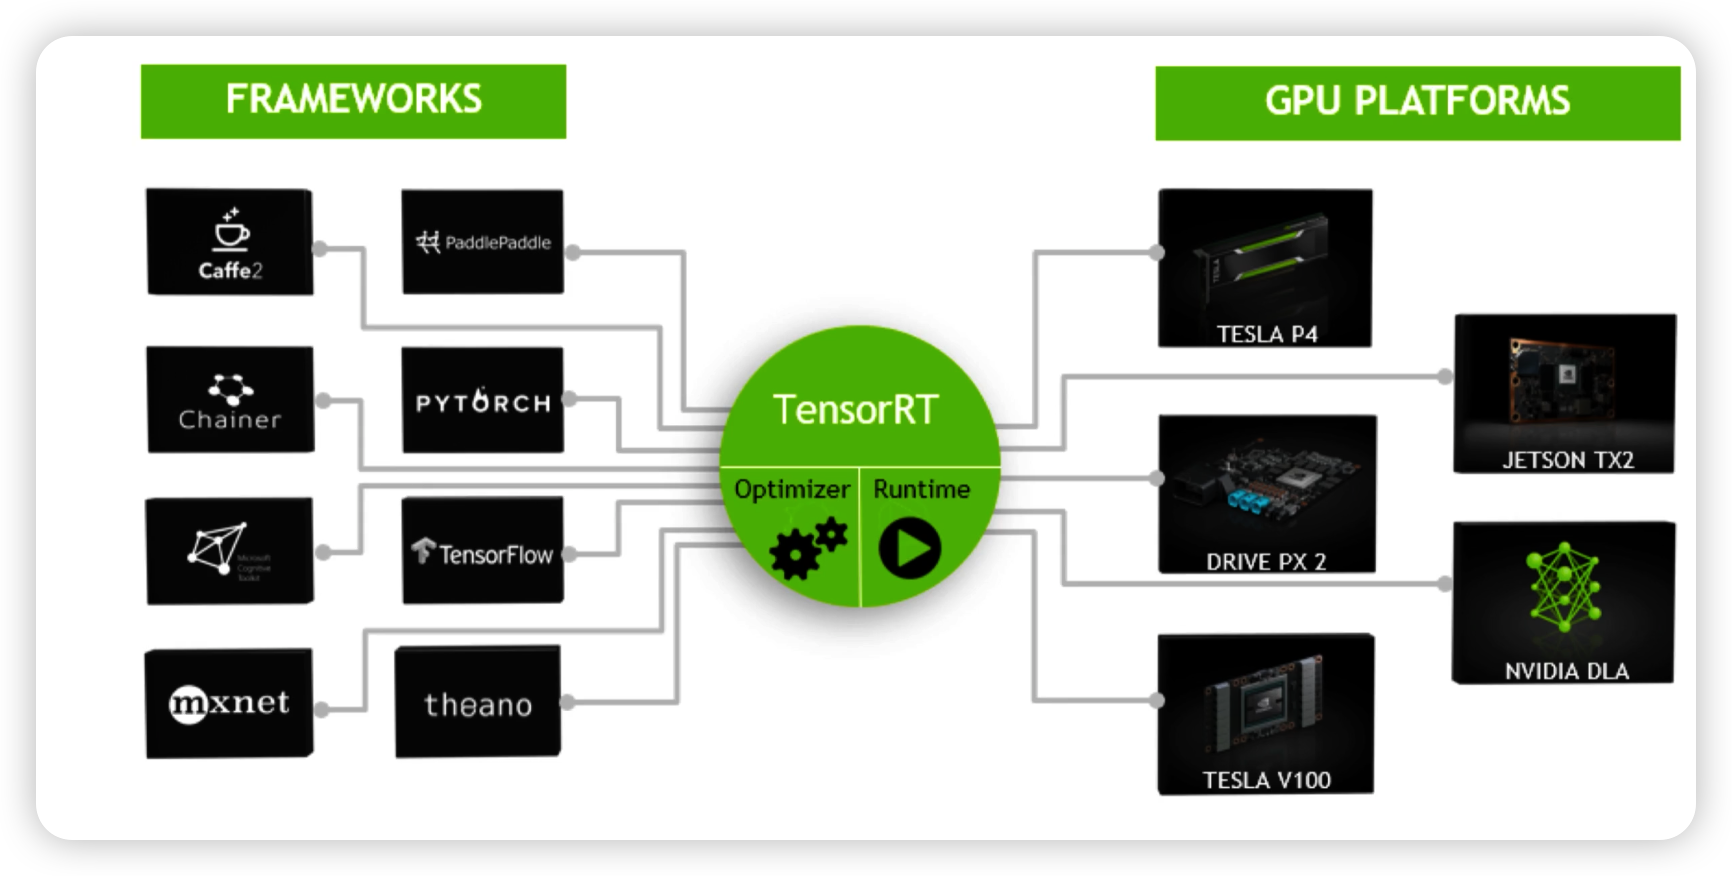 FRAMEWORKS
GPU PLATFORMS
Caffe2
PaddlePaddle
Chainer
PYTORCH
Microsoft
Cognitive
Toolkit
TensorFlow
mxnet
theano
TensorRT
Optimizer
Runtime
TESLA
TESLA P4
JETSON TX2
DRIVE PX 2
NVIDIA DLA
TESLA V100